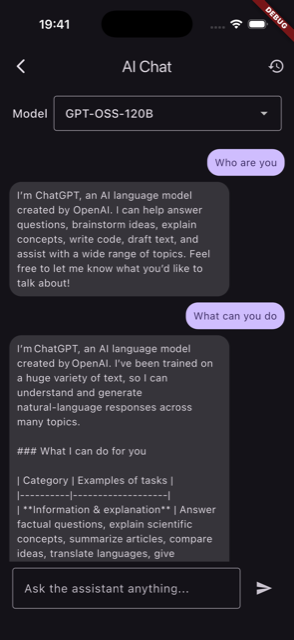 19:41
DEBUG
AI Chat
Model
GPT-OSS-120B
Who are you
I'm ChatGPT, an AI language model
created by OpenAI. I can help answer
questions, brainstorm ideas, explain
concepts, write code, draft text, and
assist with a wide range of topics. Feel
free to let me know what you'd like to
talk about!
What can you do
I'm ChatGPT, an AI language model
created by OpenAI. I've been trained on
a huge variety of text, so I can
understand and generate
natural-language responses across
many topics.
### What I can do for you
| Category | Examples of tasks |
|----------|-------------------|
| **Information & explanation** | Answer
factual questions, explain scientific
concepts, summarize articles, compare
ideas, translate languages, give
Ask the assistant anything...